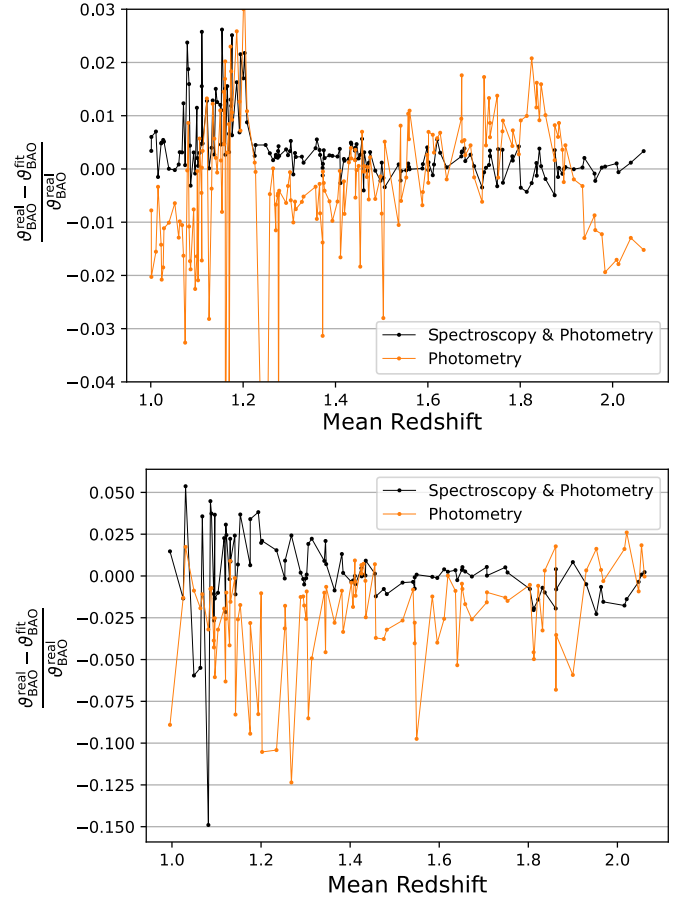 0.03
0.02
0.01
0.00
−0.01
−0.02
−0.03
−0.04
ϑ_BAO^real − ϑ_BAO^fit
ϑ_BAO^real
Spectroscopy & Photometry
Photometry
1.0 1.2 1.4 1.6 1.8 2.0
Mean Redshift
0.050
0.025
0.000
−0.025
−0.050
−0.075
−0.100
−0.125
−0.150
ϑ_BAO^real − ϑ_BAO^fit
ϑ_BAO^real
Spectroscopy & Photometry
Photometry
1.0 1.2 1.4 1.6 1.8 2.0
Mean Redshift